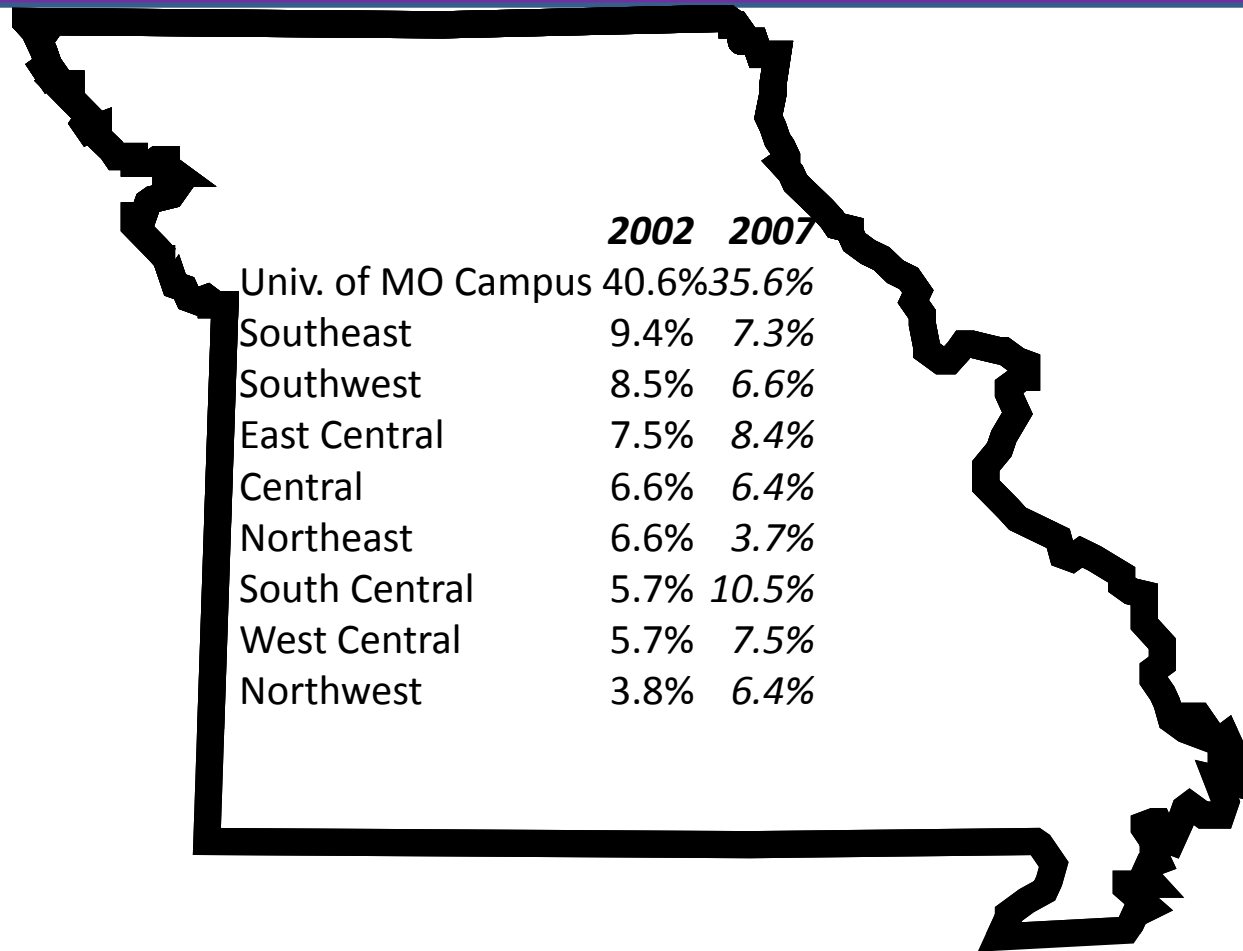 2002 2007
Univ. of MO Campus 40.6% 35.6%
Southeast 9.4% 7.3%
Southwest 8.5% 6.6%
East Central 7.5% 8.4%
Central 6.6% 6.4%
Northeast 6.6% 3.7%
South Central 5.7% 10.5%
West Central 5.7% 7.5%
Northwest 3.8% 6.4%